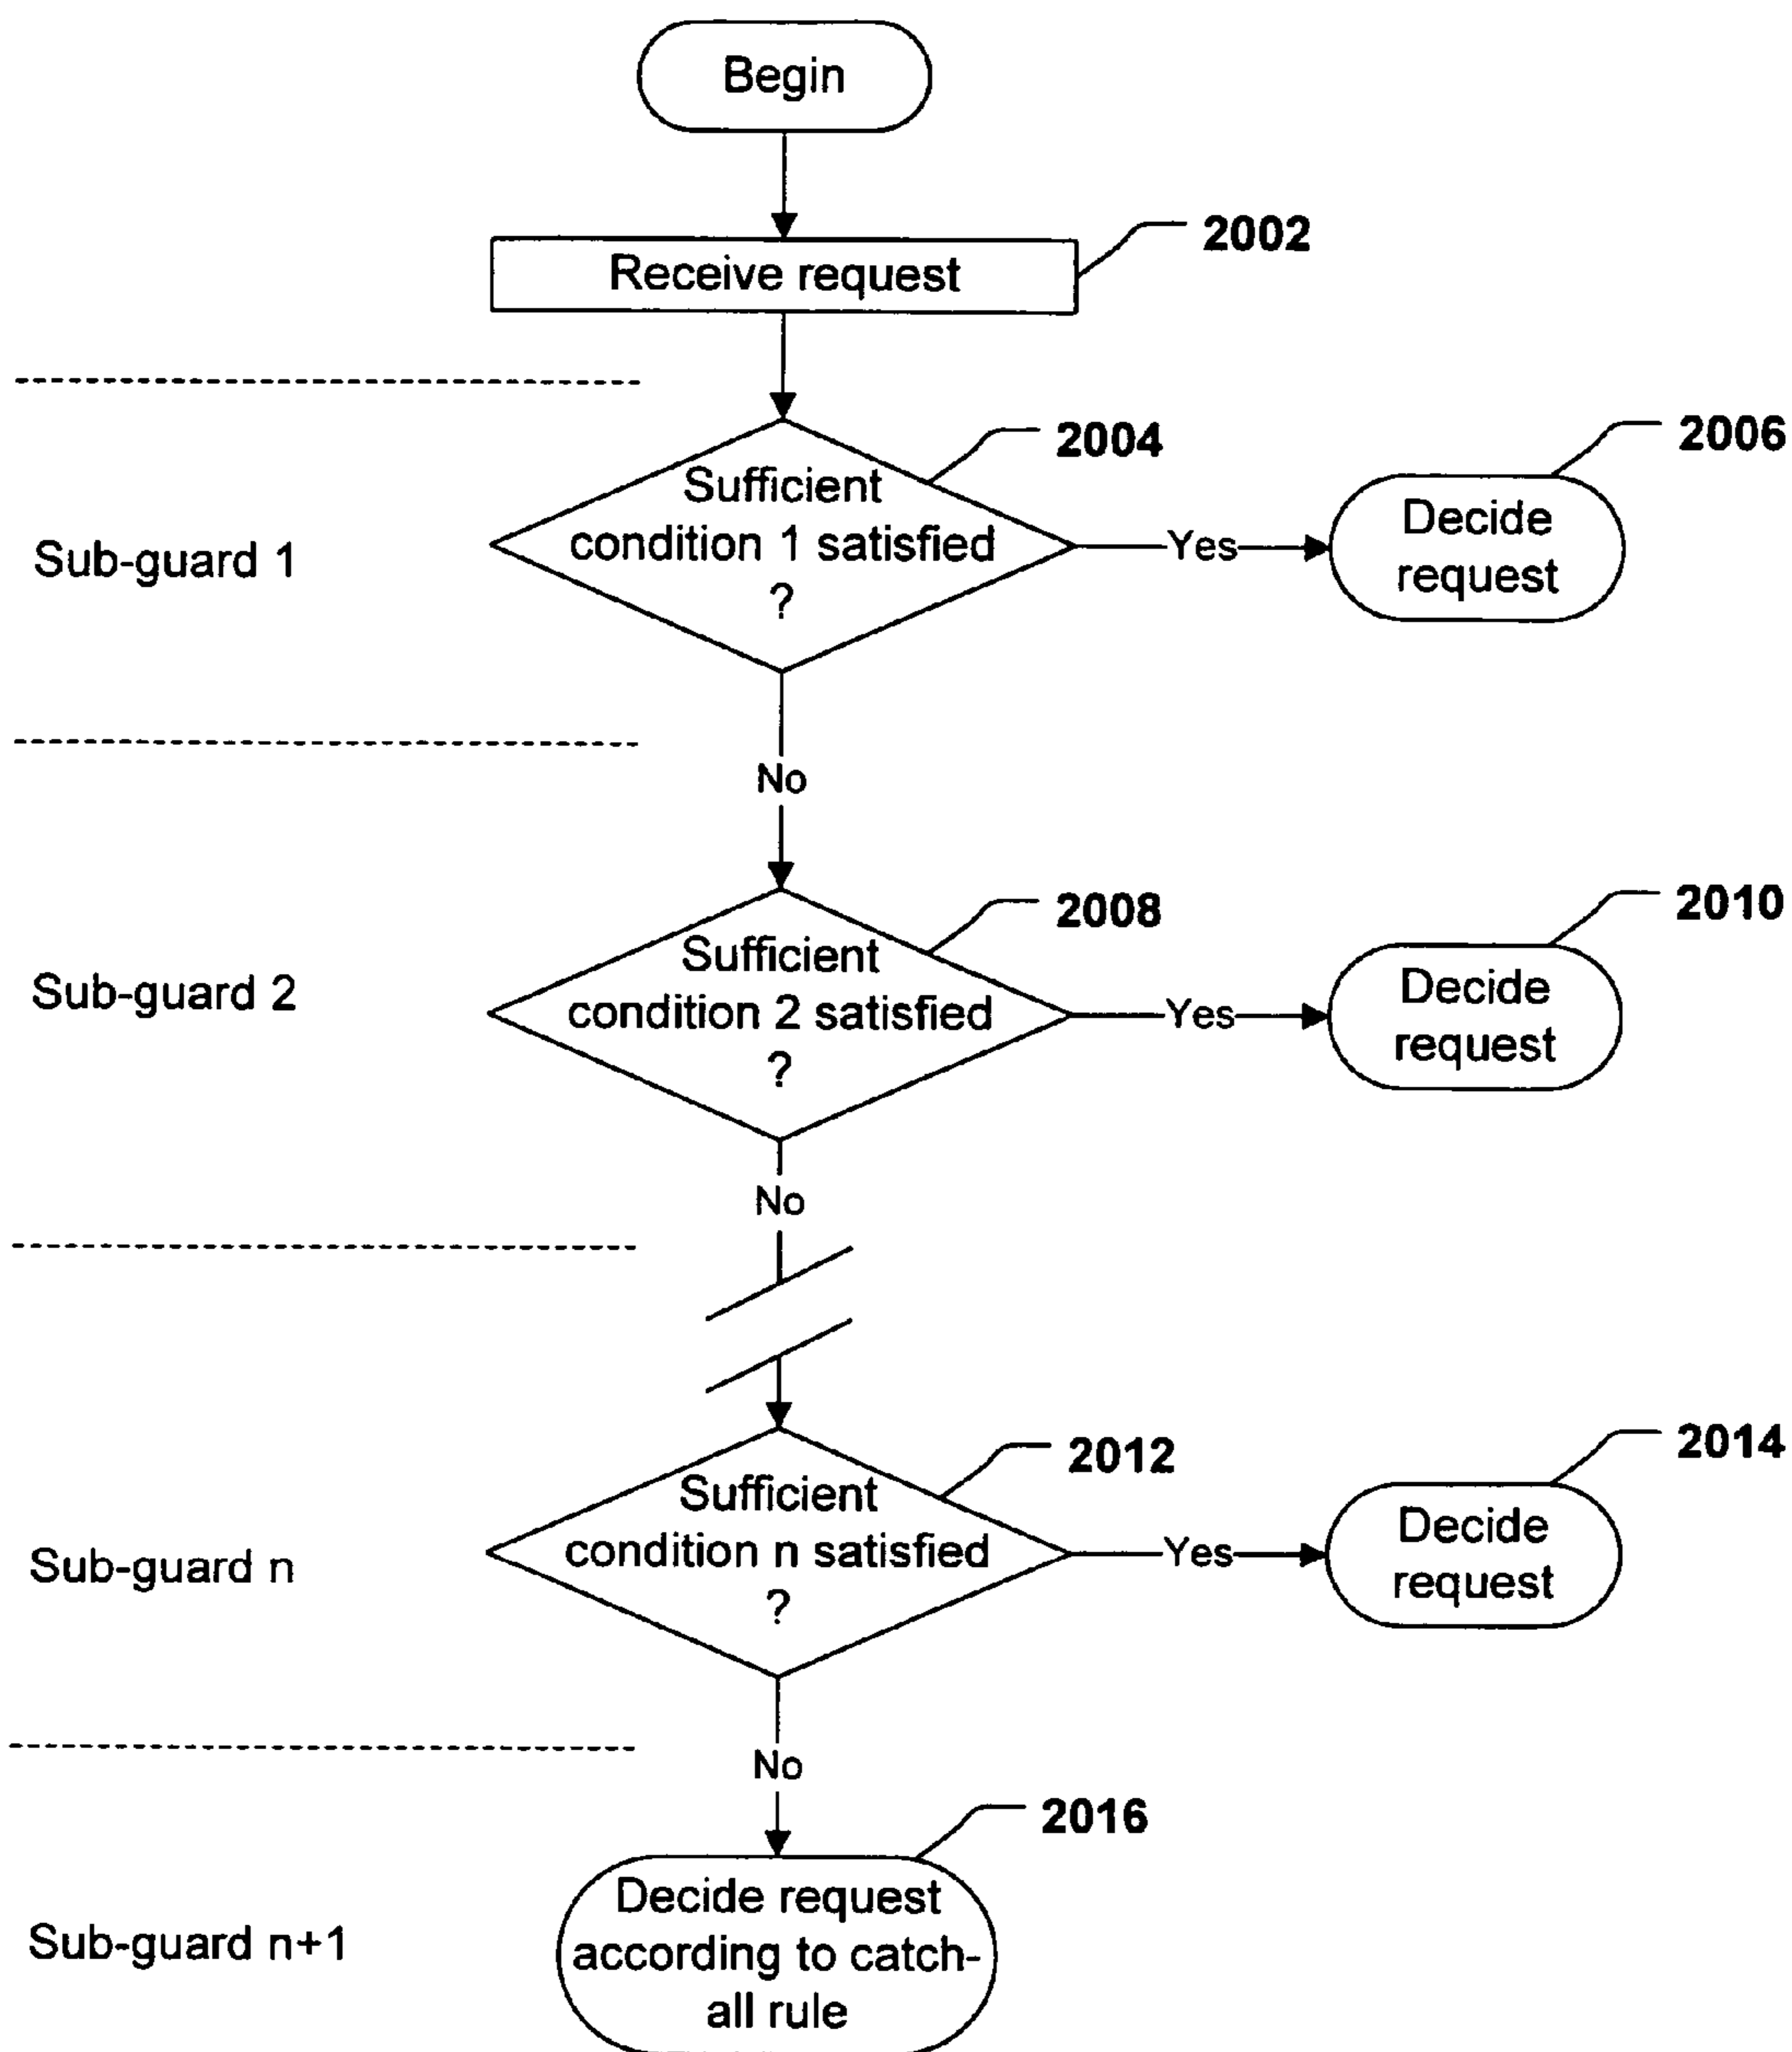 Begin
2002
Receive request
2004
2006
Sufficient
condition 1 satisfied
?
Yes
Decide
request
Sub-guard 1
No
2008
2010
Sufficient
condition 2 satisfied
?
Yes
Decide
request
Sub-guard 2
No
2012
2014
Sufficient
condition n satisfied
?
Yes
Decide
request
Sub-guard n
No
2016
Decide request
according to catch-
all rule
Sub-guard n+1